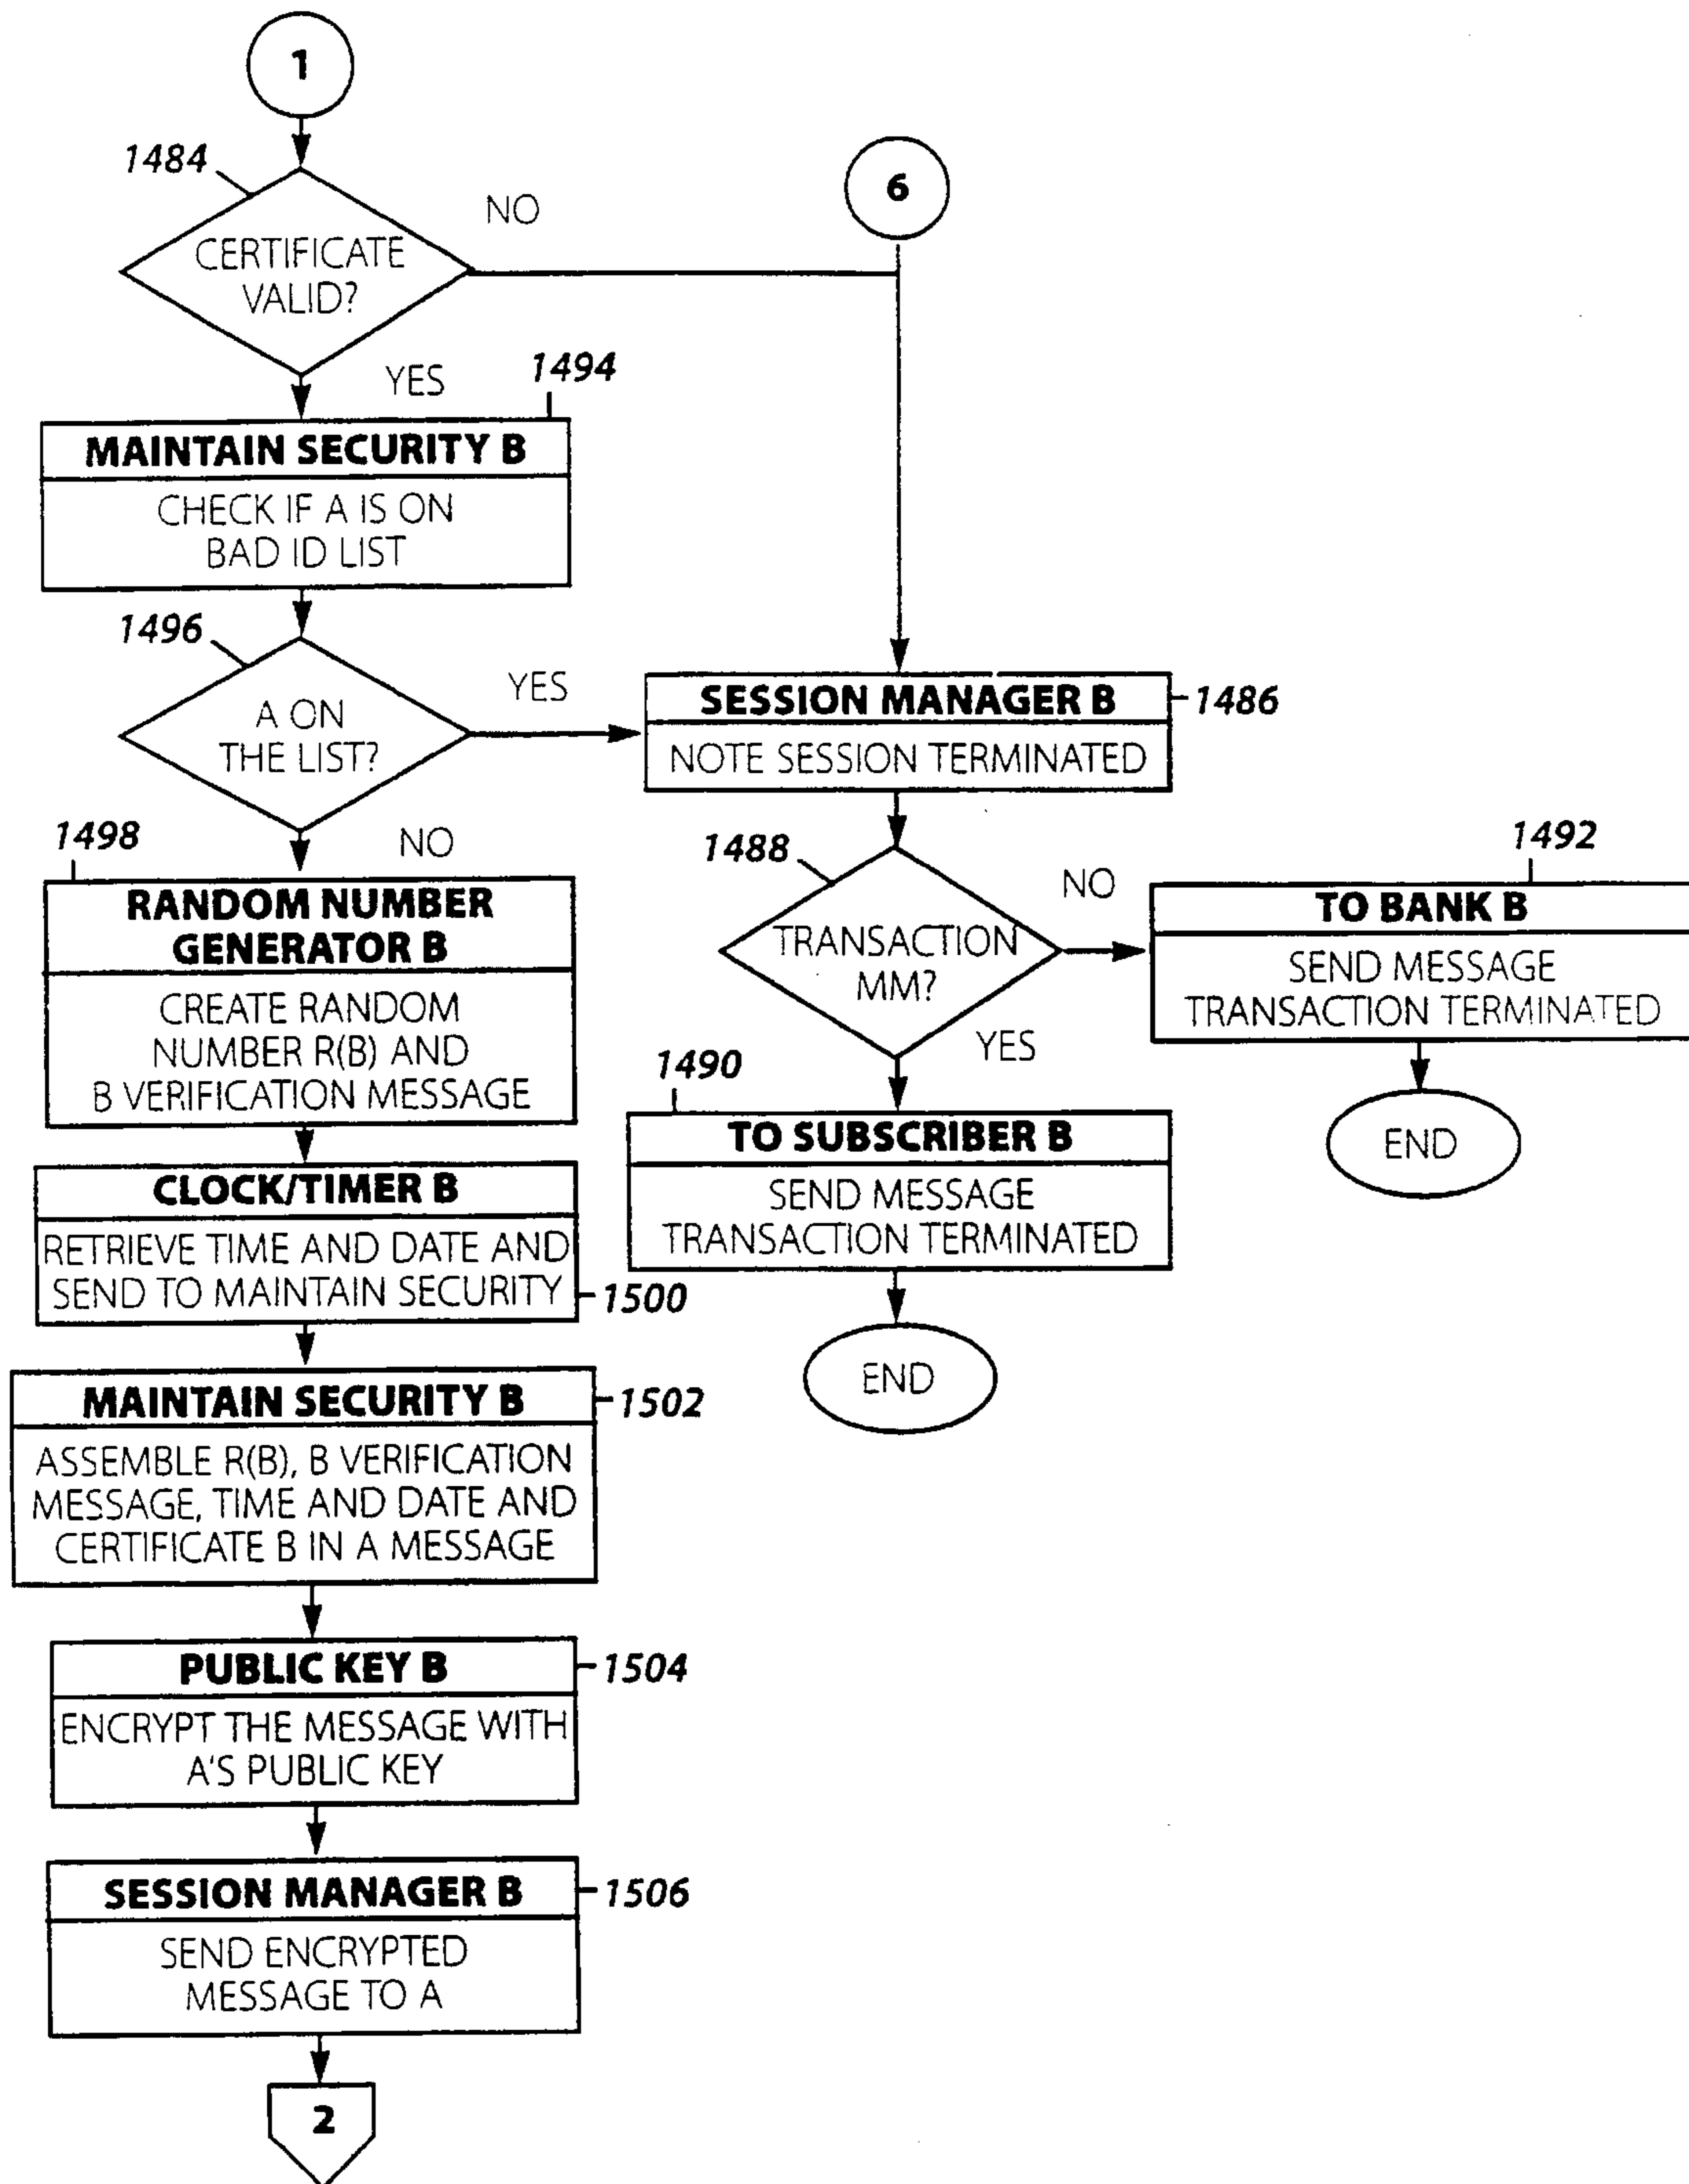 1
1484
NO
6
CERTIFICATE
VALID?
YES
1494
MAINTAIN SECURITY B
CHECK IF A IS ON
BAD ID LIST
1496
YES
A ON
THE LIST?
SESSION MANAGER B
1486
NOTE SESSION TERMINATED
NO
1498
RANDOM NUMBER
GENERATOR B
CREATE RANDOM
NUMBER R(B) AND
B VERIFICATION MESSAGE
1488
NO
1492
TRANSACTION
MM?
YES
TO BANK B
SEND MESSAGE
TRANSACTION TERMINATED
END
1490
TO SUBSCRIBER B
SEND MESSAGE
TRANSACTION TERMINATED
END
CLOCK/TIMER B
RETRIEVE TIME AND DATE AND
SEND TO MAINTAIN SECURITY
1500
MAINTAIN SECURITY B
1502
ASSEMBLE R(B), B VERIFICATION
MESSAGE, TIME AND DATE AND
CERTIFICATE B IN A MESSAGE
PUBLIC KEY B
1504
ENCRYPT THE MESSAGE WITH
A'S PUBLIC KEY
SESSION MANAGER B
1506
SEND ENCRYPTED
MESSAGE TO A
2